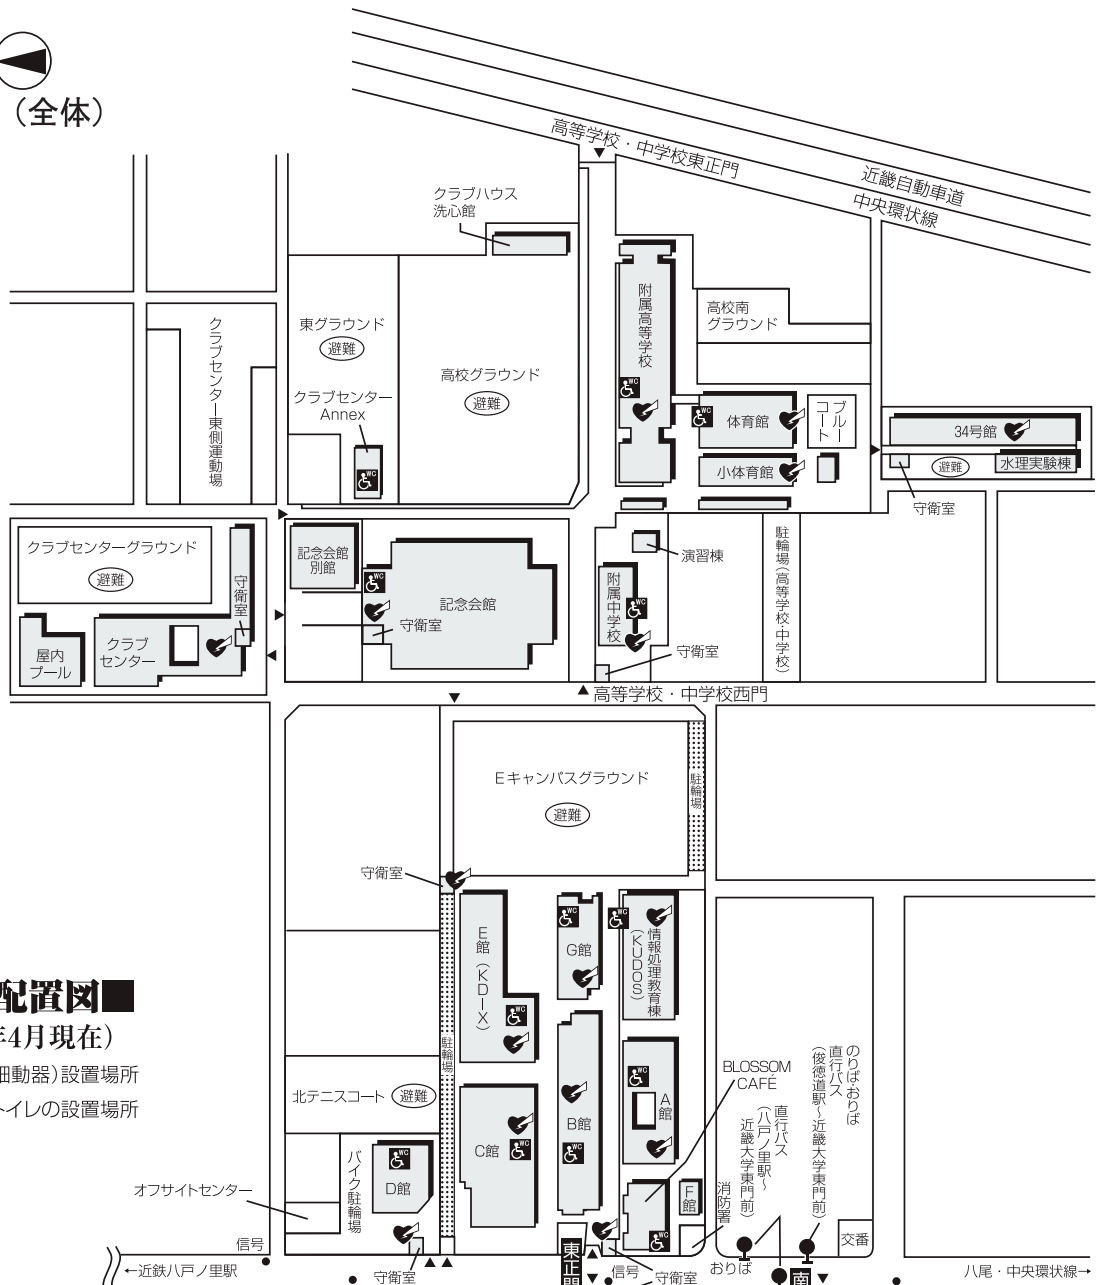 (全体)
高等学校・中学校東正門
近畿自動車道
中央環状線
クラブハウス
洗心館
附属高等学校
WC
高校南
グラウンド
クラブセンター東側運動場
東グラウンド
避難
高校グラウンド
避難
クラブセンター
Annex
WC
体育館
WC
ブルー
コート
34号館
小体育館
避難
水理実験棟
守衛室
クラブセンターグラウンド
避難
守衛室
記念会館
別館
WC
記念会館
守衛室
演習棟
附属中学校
WC
駐輪場(高等学校・中学校)
屋内
プール
クラブ
センター
守衛室
高等学校・中学校西門
Eキャンパスグラウンド
避難
駐輪場
守衛室
E館(KDIX)
WC
G館
WC
情報処理教育棟
(KUDOS)
WC
配置図■
年4月現在)
細動器)設置場所
トイレの設置場所
駐輪場
北テニスコート
避難
C館
WC
B館
WC
A館
WC
BLOSSOM
CAFÉ
のりば・おりば
直行バス
(俊徳道駅〜近畿大学東門前)
直行バス
(八戸ノ里駅〜
近畿大学東門前)
バイク駐輪場
D館
WC
オフサイトセンター
F館
WC
消防署
交番
信号
←近鉄八戸ノ里駅
守衛室
東正門
信号
守衛室
おりば
南
八尾・中央環状線→